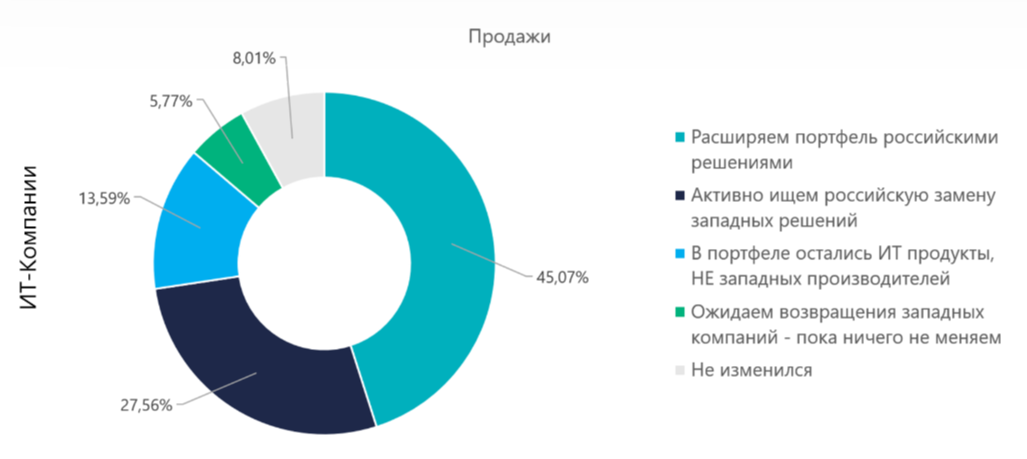 Продажи
8,01%
5,77%
13,59%
27,56%
45,07%
ИТ-Компании
Расширяем портфель российскими
решениями
Активно ищем российскую замену
западных решений
В портфеле остались ИТ продукты,
НЕ западных производителей
Ожидаем возвращения западных
компаний - пока ничего не меняем
Не изменился